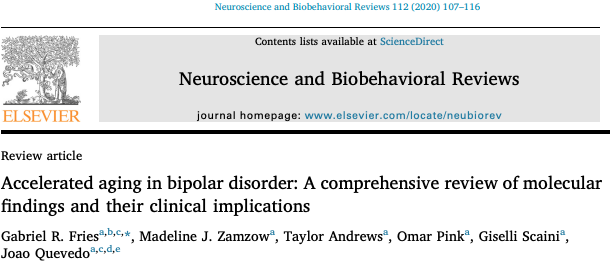 Neuroscience and Biobehavioral Reviews 112 (2020) 107–116
Contents lists available at ScienceDirect
Neuroscience and Biobehavioral Reviews
ELSEVIER
journal homepage: www.elsevier.com/locate/neubiorev
Review article
Accelerated aging in bipolar disorder: A comprehensive review of molecular
findings and their clinical implications
Gabriel R. Fries^a,b,c,*, Madeline J. Zamzow^a, Taylor Andrews^a, Omar Pink^a, Giselli Scaini^a,
Joao Quevedo^a,c,d,e